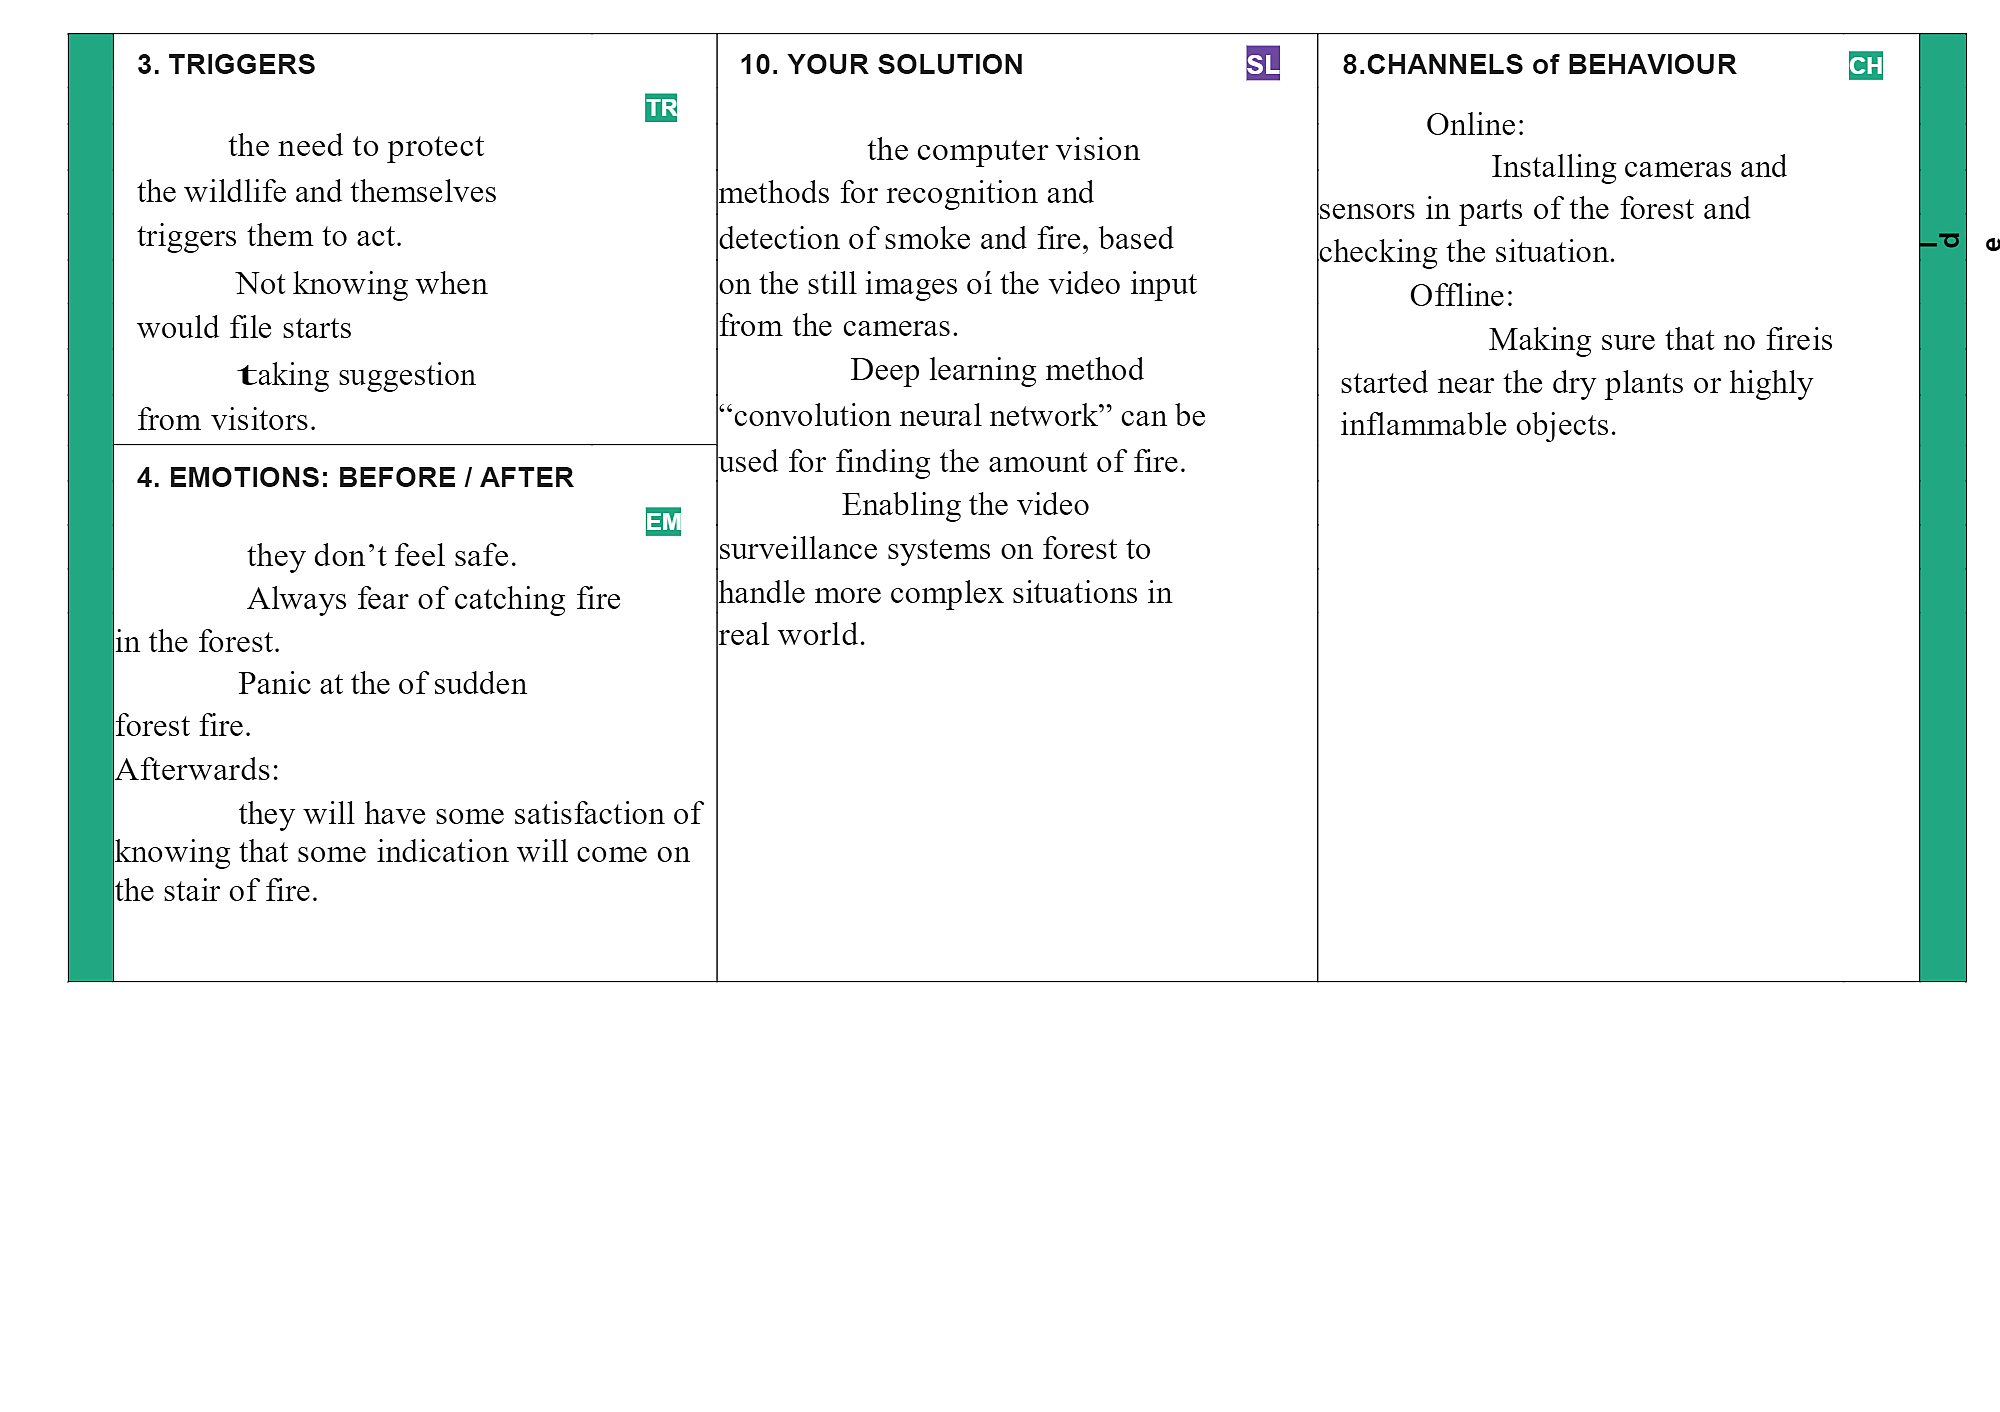 3. TRIGGERS
TR
the need to protect
the wildlife and themselves
triggers them to act.
Not knowing when
would file starts
taking suggestion
from visitors.
4. EMOTIONS: BEFORE / AFTER
EM
they don’t feel safe.
Always fear of catching fire
in the forest.
Panic at the of sudden
forest fire.
Afterwards:
they will have some satisfaction of
knowing that some indication will come on
the stair of fire.
10. YOUR SOLUTION
SL
the computer vision
methods for recognition and
detection of smoke and fire, based
on the still images oí the video input
from the cameras.
Deep learning method
“convolution neural network” can be
used for finding the amount of fire.
Enabling the video
surveillance systems on forest to
handle more complex situations in
real world.
8.CHANNELS of BEHAVIOUR
CH
Online:
Installing cameras and
sensors in parts of the forest and
checking the situation.
Offline:
Making sure that no fireis
started near the dry plants or highly
inflammable objects.